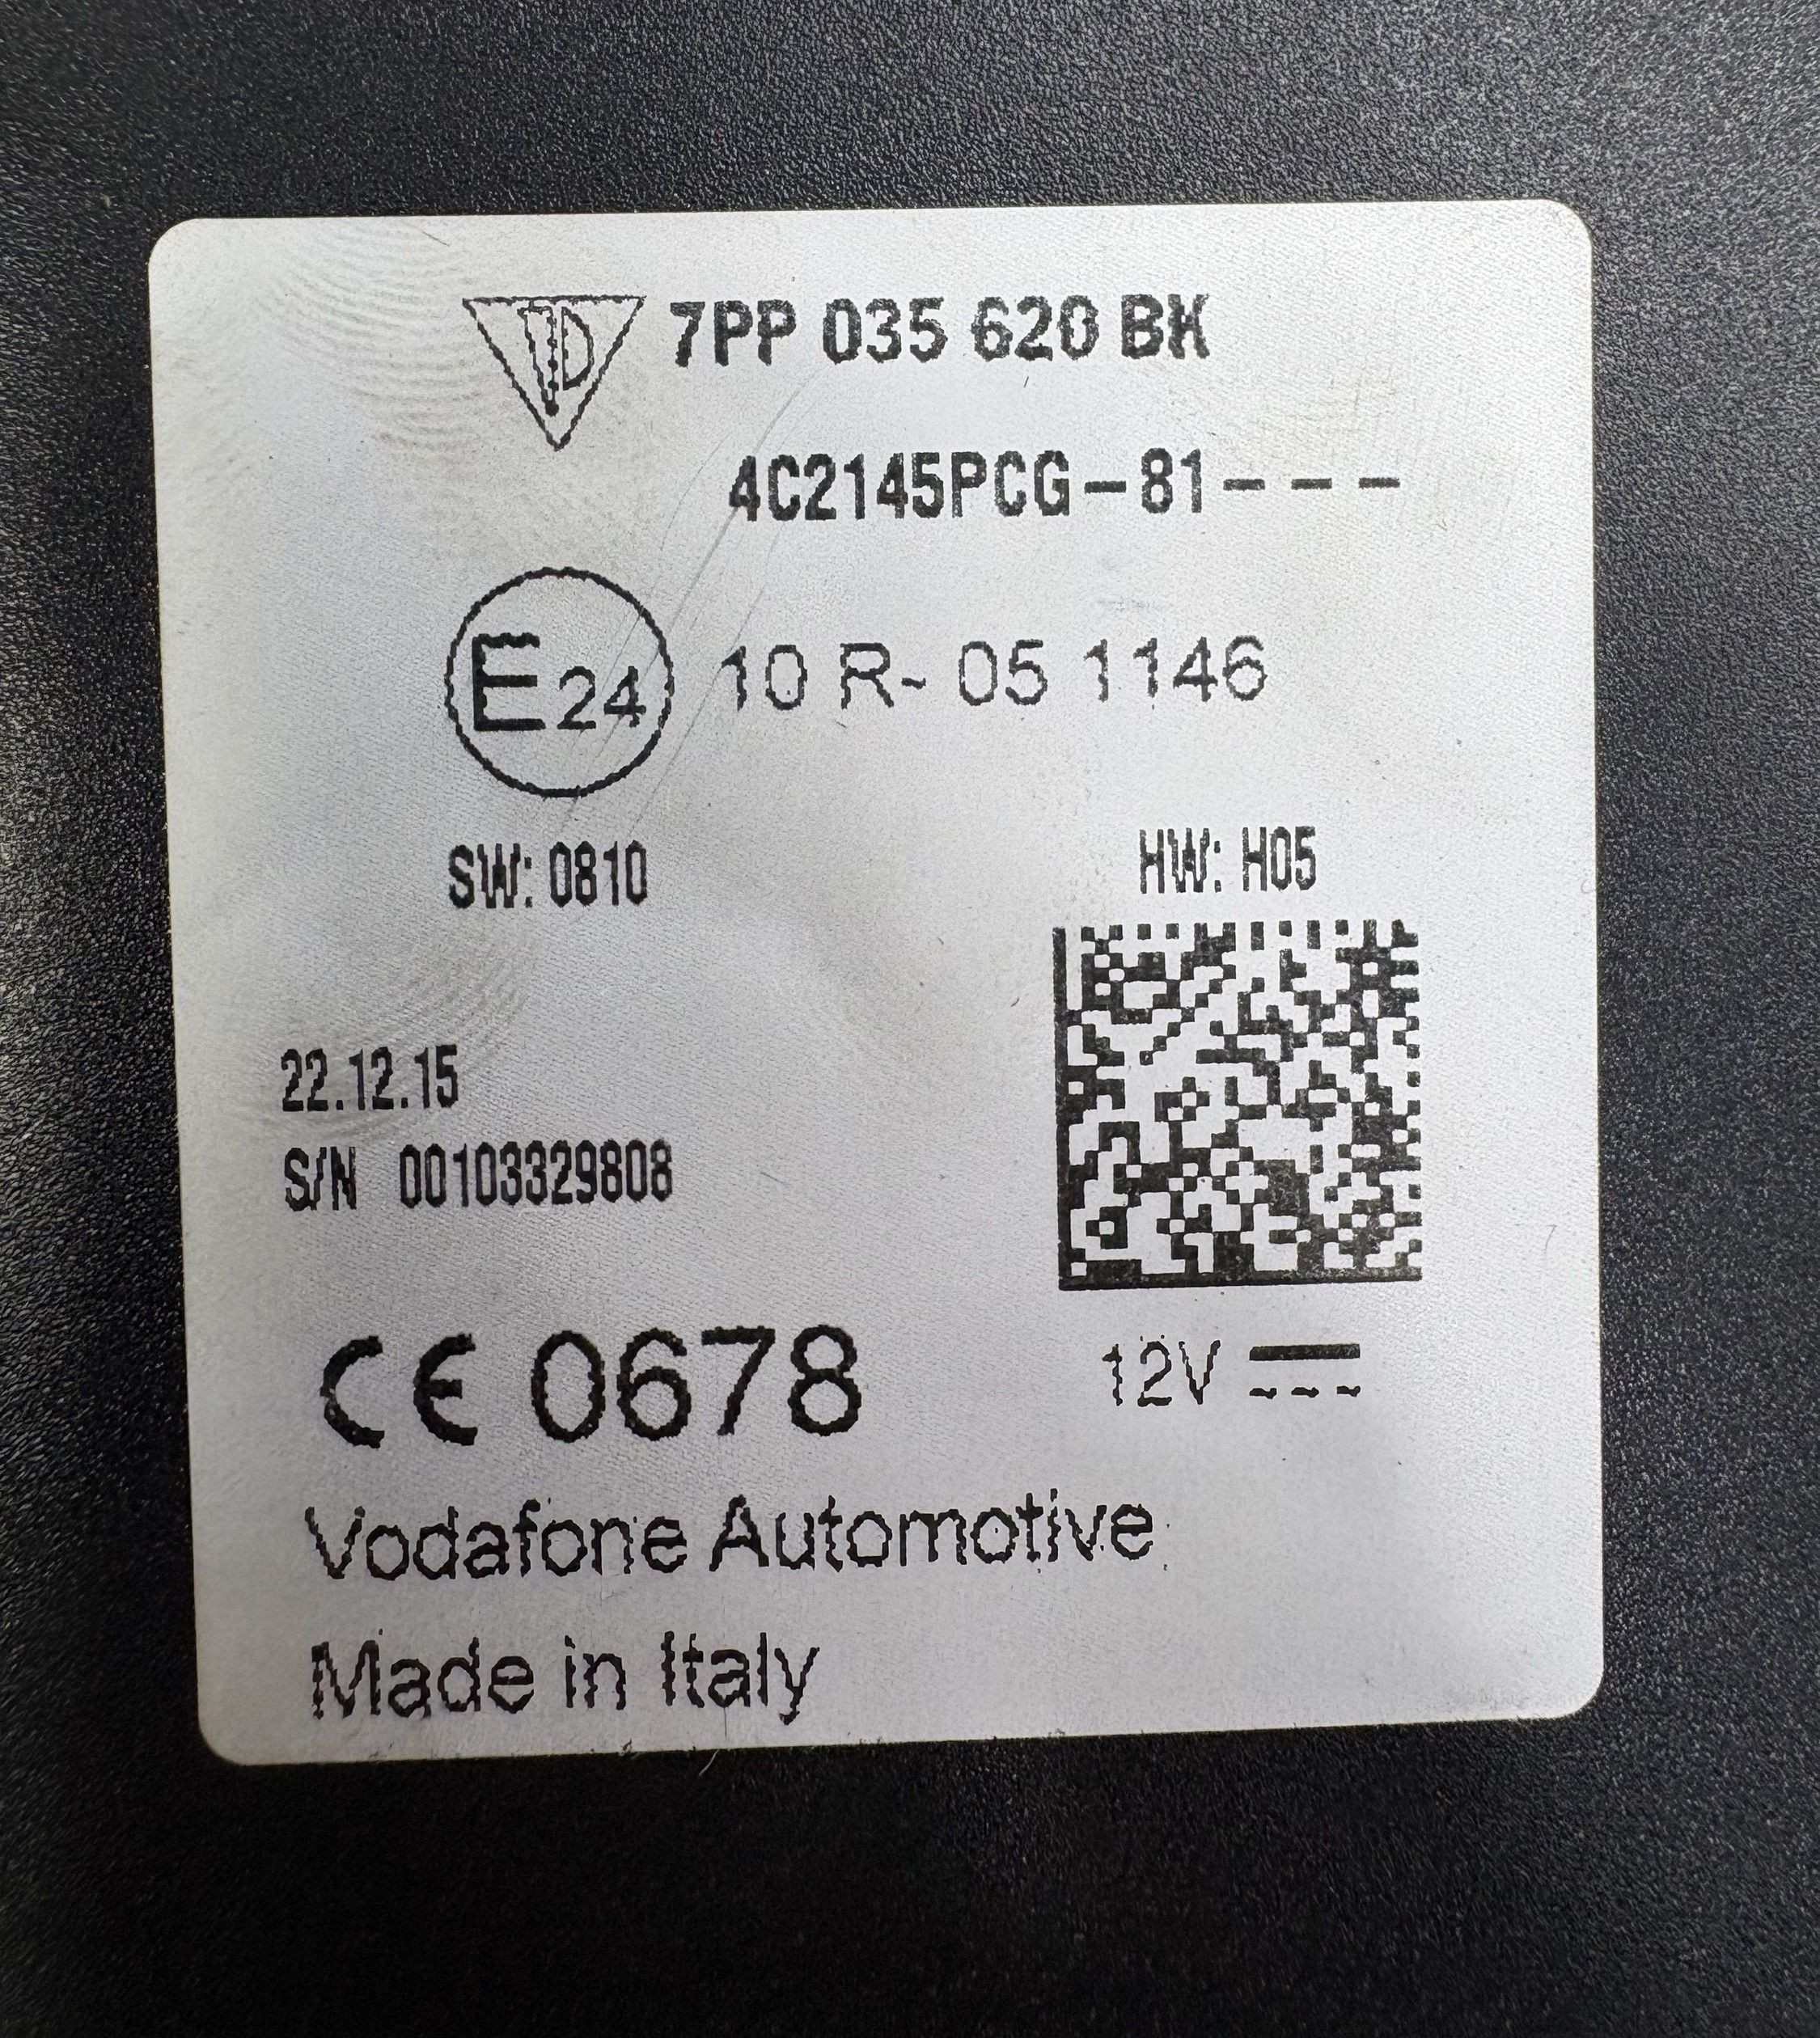 7PP 035 620 BK
4C2145PCG-81---
E24 10 R- 05 1146
SW: 0810 HW: H05
22.12.15
S/N 00103329808
CE 0678
12V
Vodafone Automotive
Made in Italy